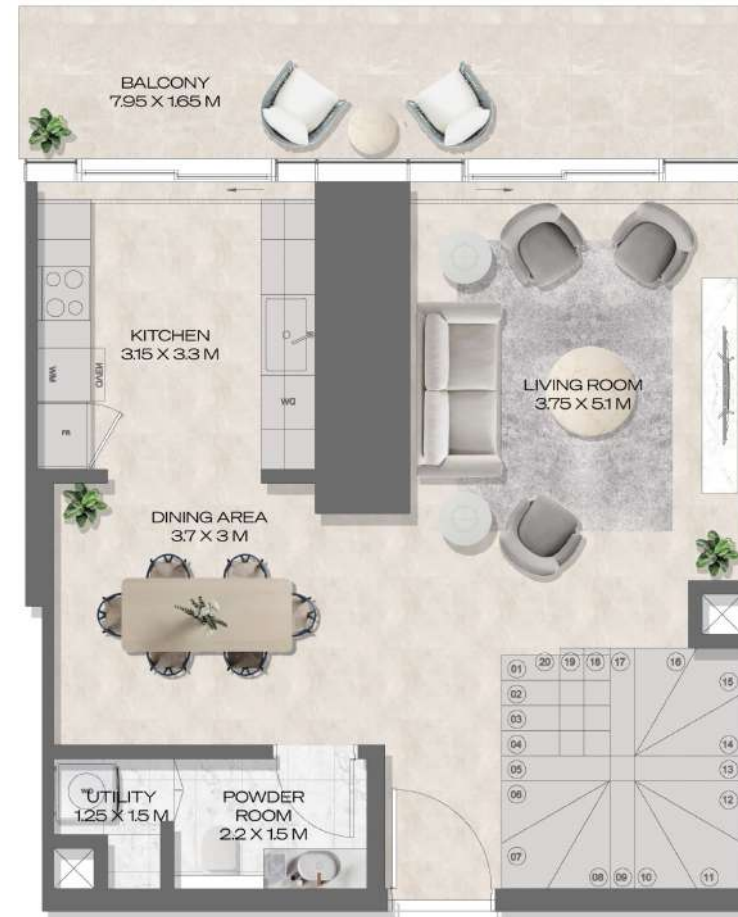 BALCONY
7.95 X 1.65 M
KITCHEN
3.15 X 3.3 M
WM
OVEN
FR
DW
LIVING ROOM
3.75 X 5.1 M
DINING AREA
3.7 X 3 M
01 20 19 18 17 16
02
15
03
04
14
05
13
06
12
07
08 09 10 11
UTILITY
1.25 X 1.5 M
POWDER
ROOM
2.2 X 1.5 M